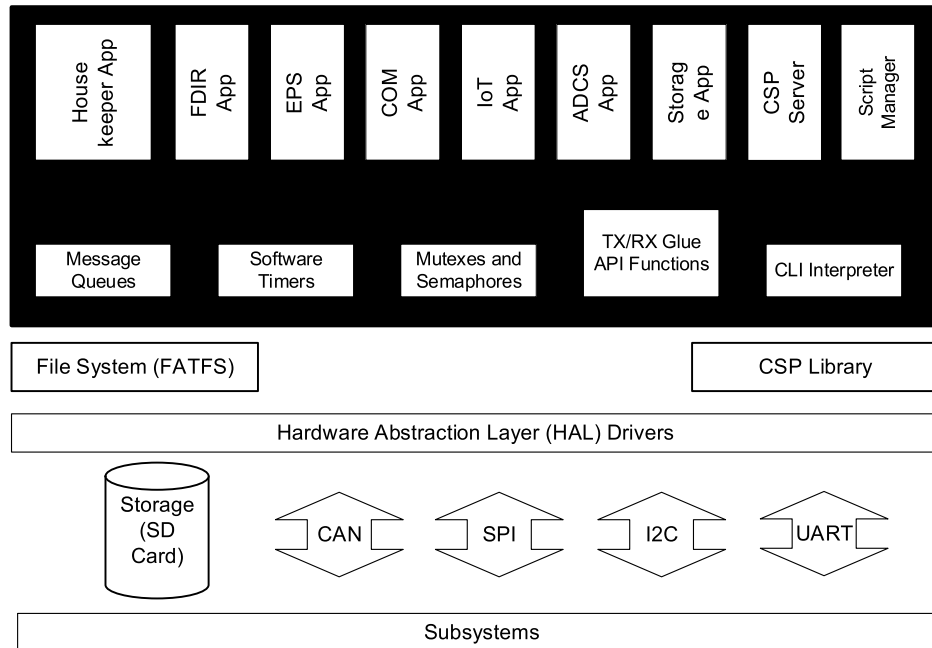 House
keeper App
FDIR
App
EPS
App
COM
App
IoT
App
ADCS
App
Storag
e App
CSP
Server
Script
Manager
Message
Queues
Software
Timers
Mutexes and
Semaphores
TX/RX Glue
API Functions
CLI Interpreter
File System (FATFS)
CSP Library
Hardware Abstraction Layer (HAL) Drivers
Storage
(SD
Card)
CAN
SPI
I2C
UART
Subsystems